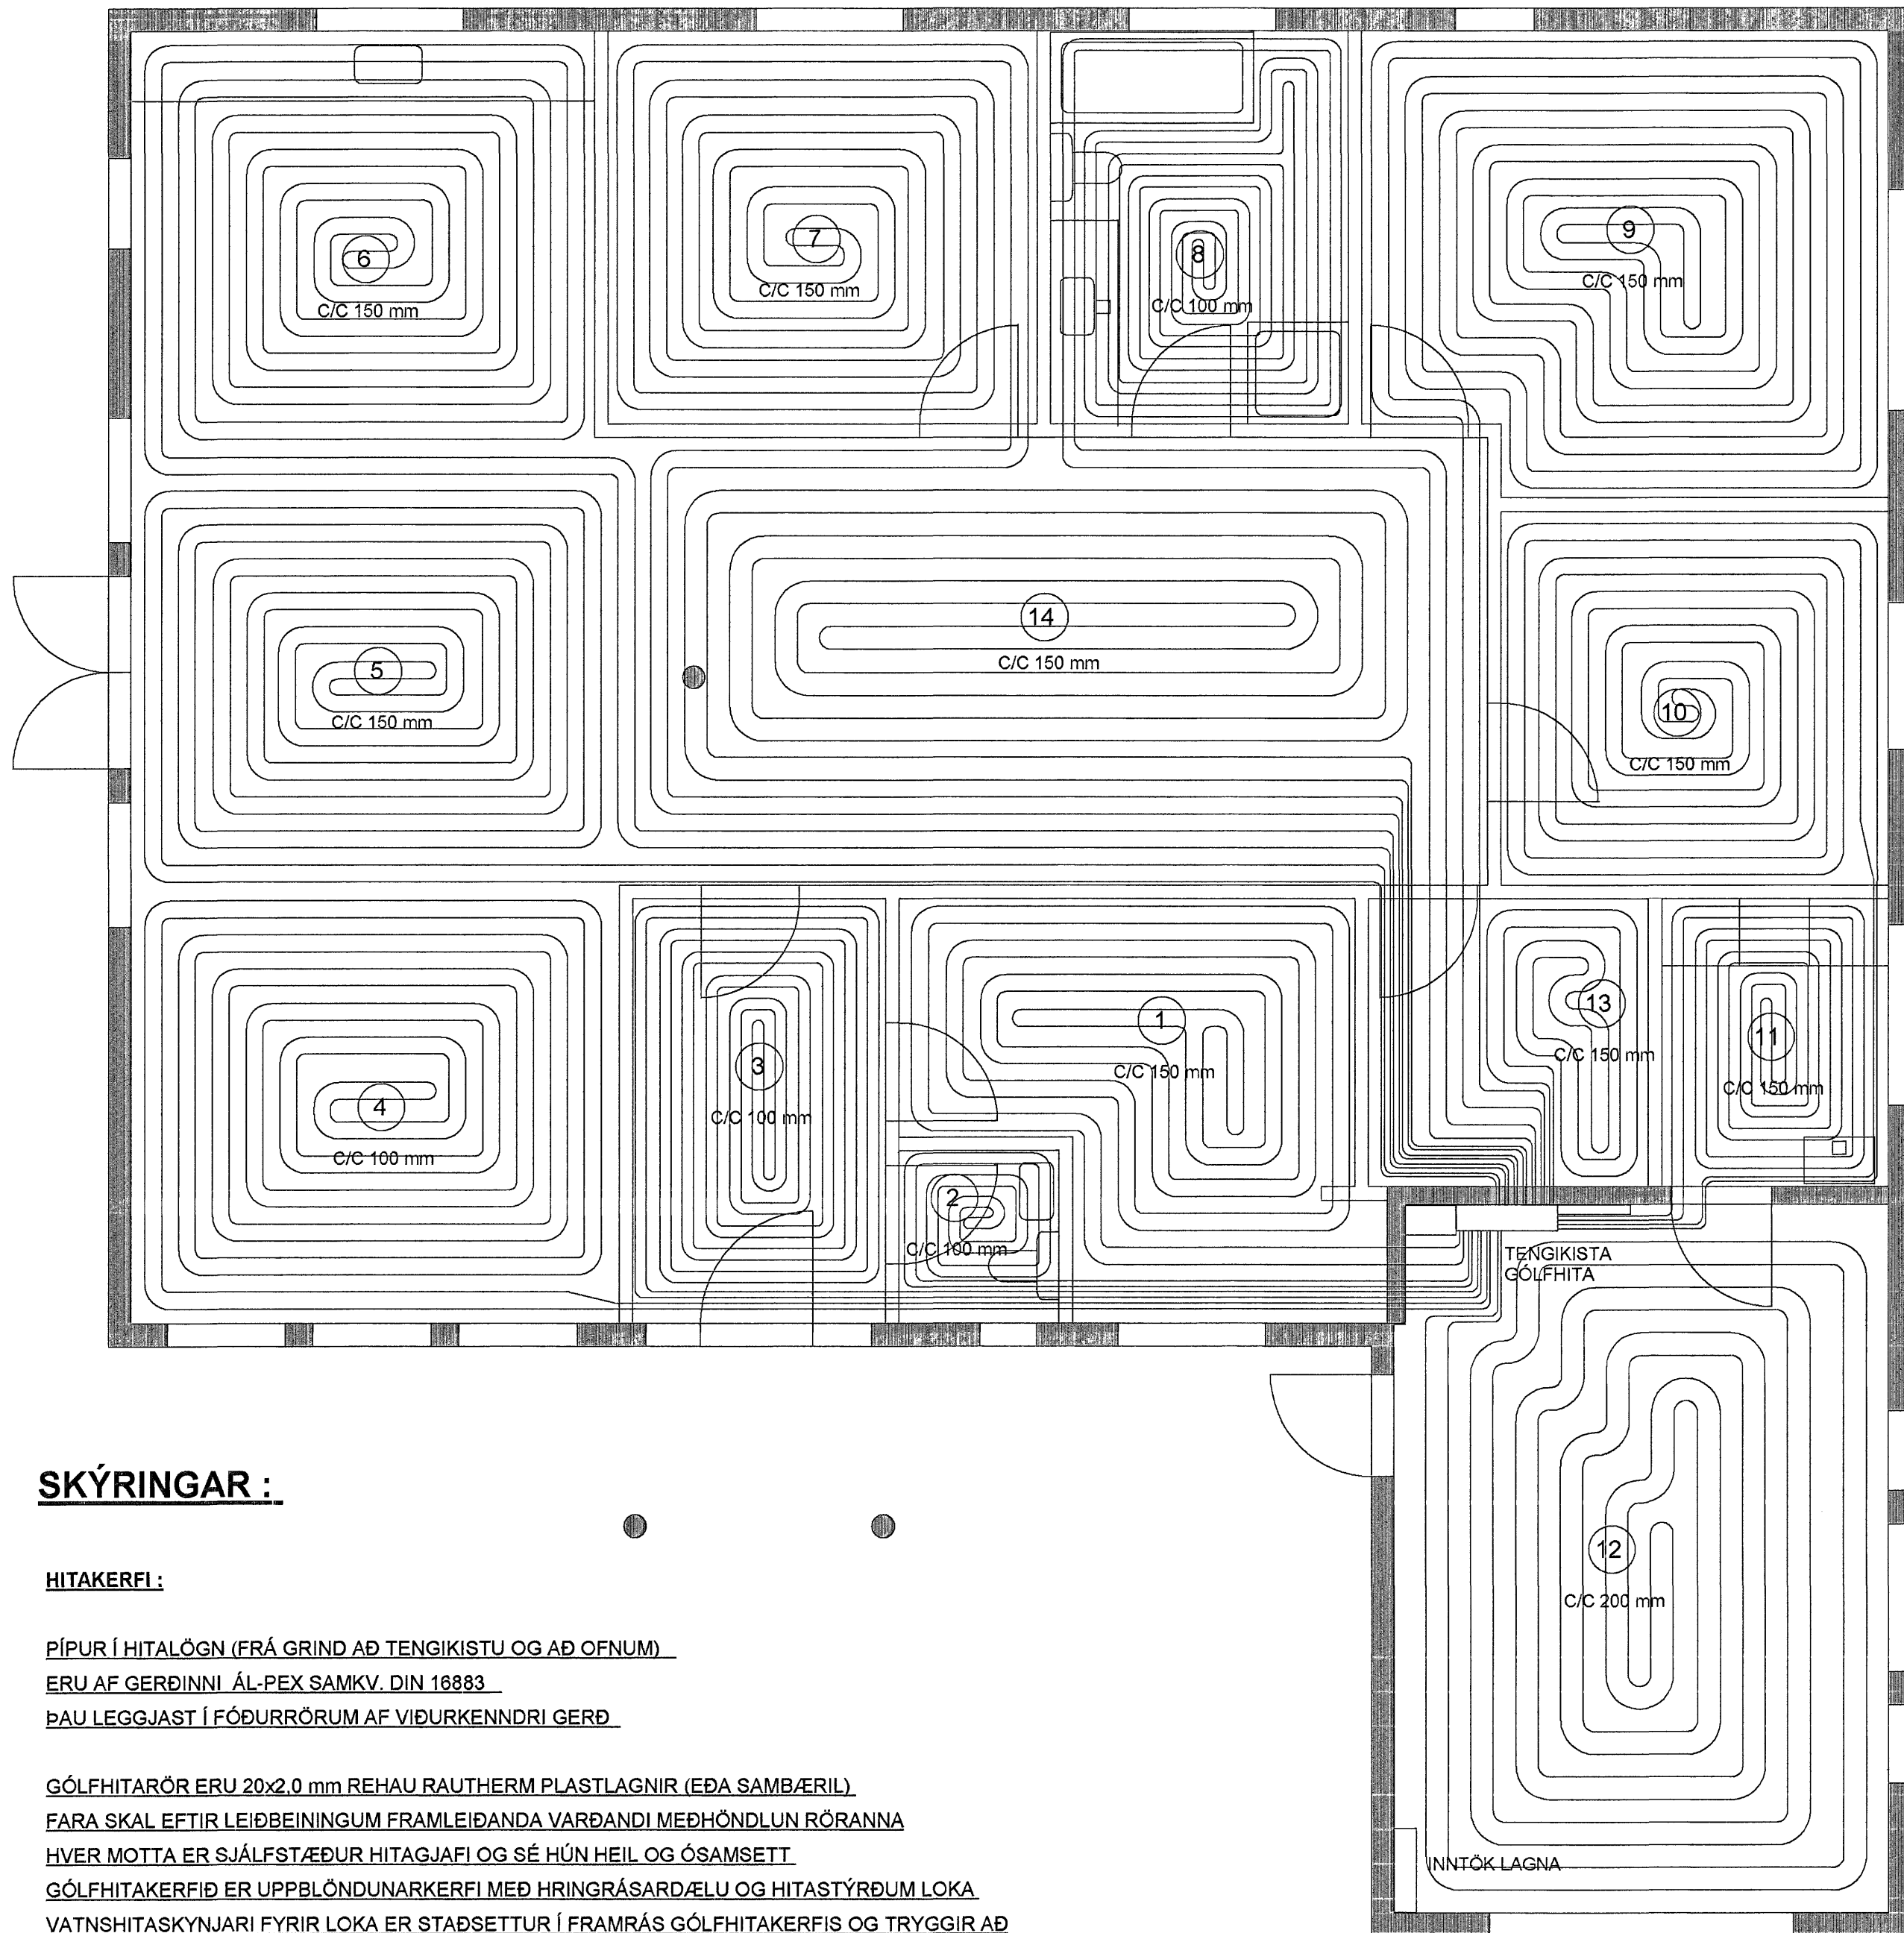 6
C/C 150 mm
7
C/C 150 mm
8
C/C 100 mm
9
C/C 150 mm
5
C/C 150 mm
14
C/C 150 mm
10
C/C 150 mm
4
C/C 100 mm
3
C/C 100 mm
1
C/C 150 mm
2
C/C 100 mm
13
C/C 150 mm
11
C/C 150 mm
TENGIKISTA
GÓLFHITA
12
C/C 200 mm
INNTÖK LAGNA
SKÝRINGAR :
HITAKERFI :
PÍPUR Í HITALÖGN (FRÁ GRIND AÐ TENGIKISTU OG AÐ OFNUM)
ERU AF GERÐINNI ÁL-PEX SAMKV. DIN 16883
ÞAU LEGGJAST Í FÓÐURRÖRUM AF VIÐURKENNDRI GERÐ
GÓLFHITARÖR ERU 20x2,0 mm REHAU RAUTHERM PLASTLAGNIR (EÐA SAMBÆRIL)
FARA SKAL EFTIR LEIÐBEININGUM FRAMLEIÐANDA VARÐANDI MEÐHÖNDLUN RÖRANNA
HVER MOTTA ER SJÁLFSTÆÐUR HITAGJAFI OG SÉ HÚN HEIL OG ÓSAMSETT
GÓLFHITAKERFIÐ ER UPPBLÖNDUNARKERFI MEÐ HRINGRÁSARDÆLU OG HITASTÝRÐUM LOKA
VATNSHITASKYNJARI FYRIR LOKA ER STAÐSETTUR Í FRAMRÁS GÓLFHITAKERFIS OG TRYGGIR AÐ